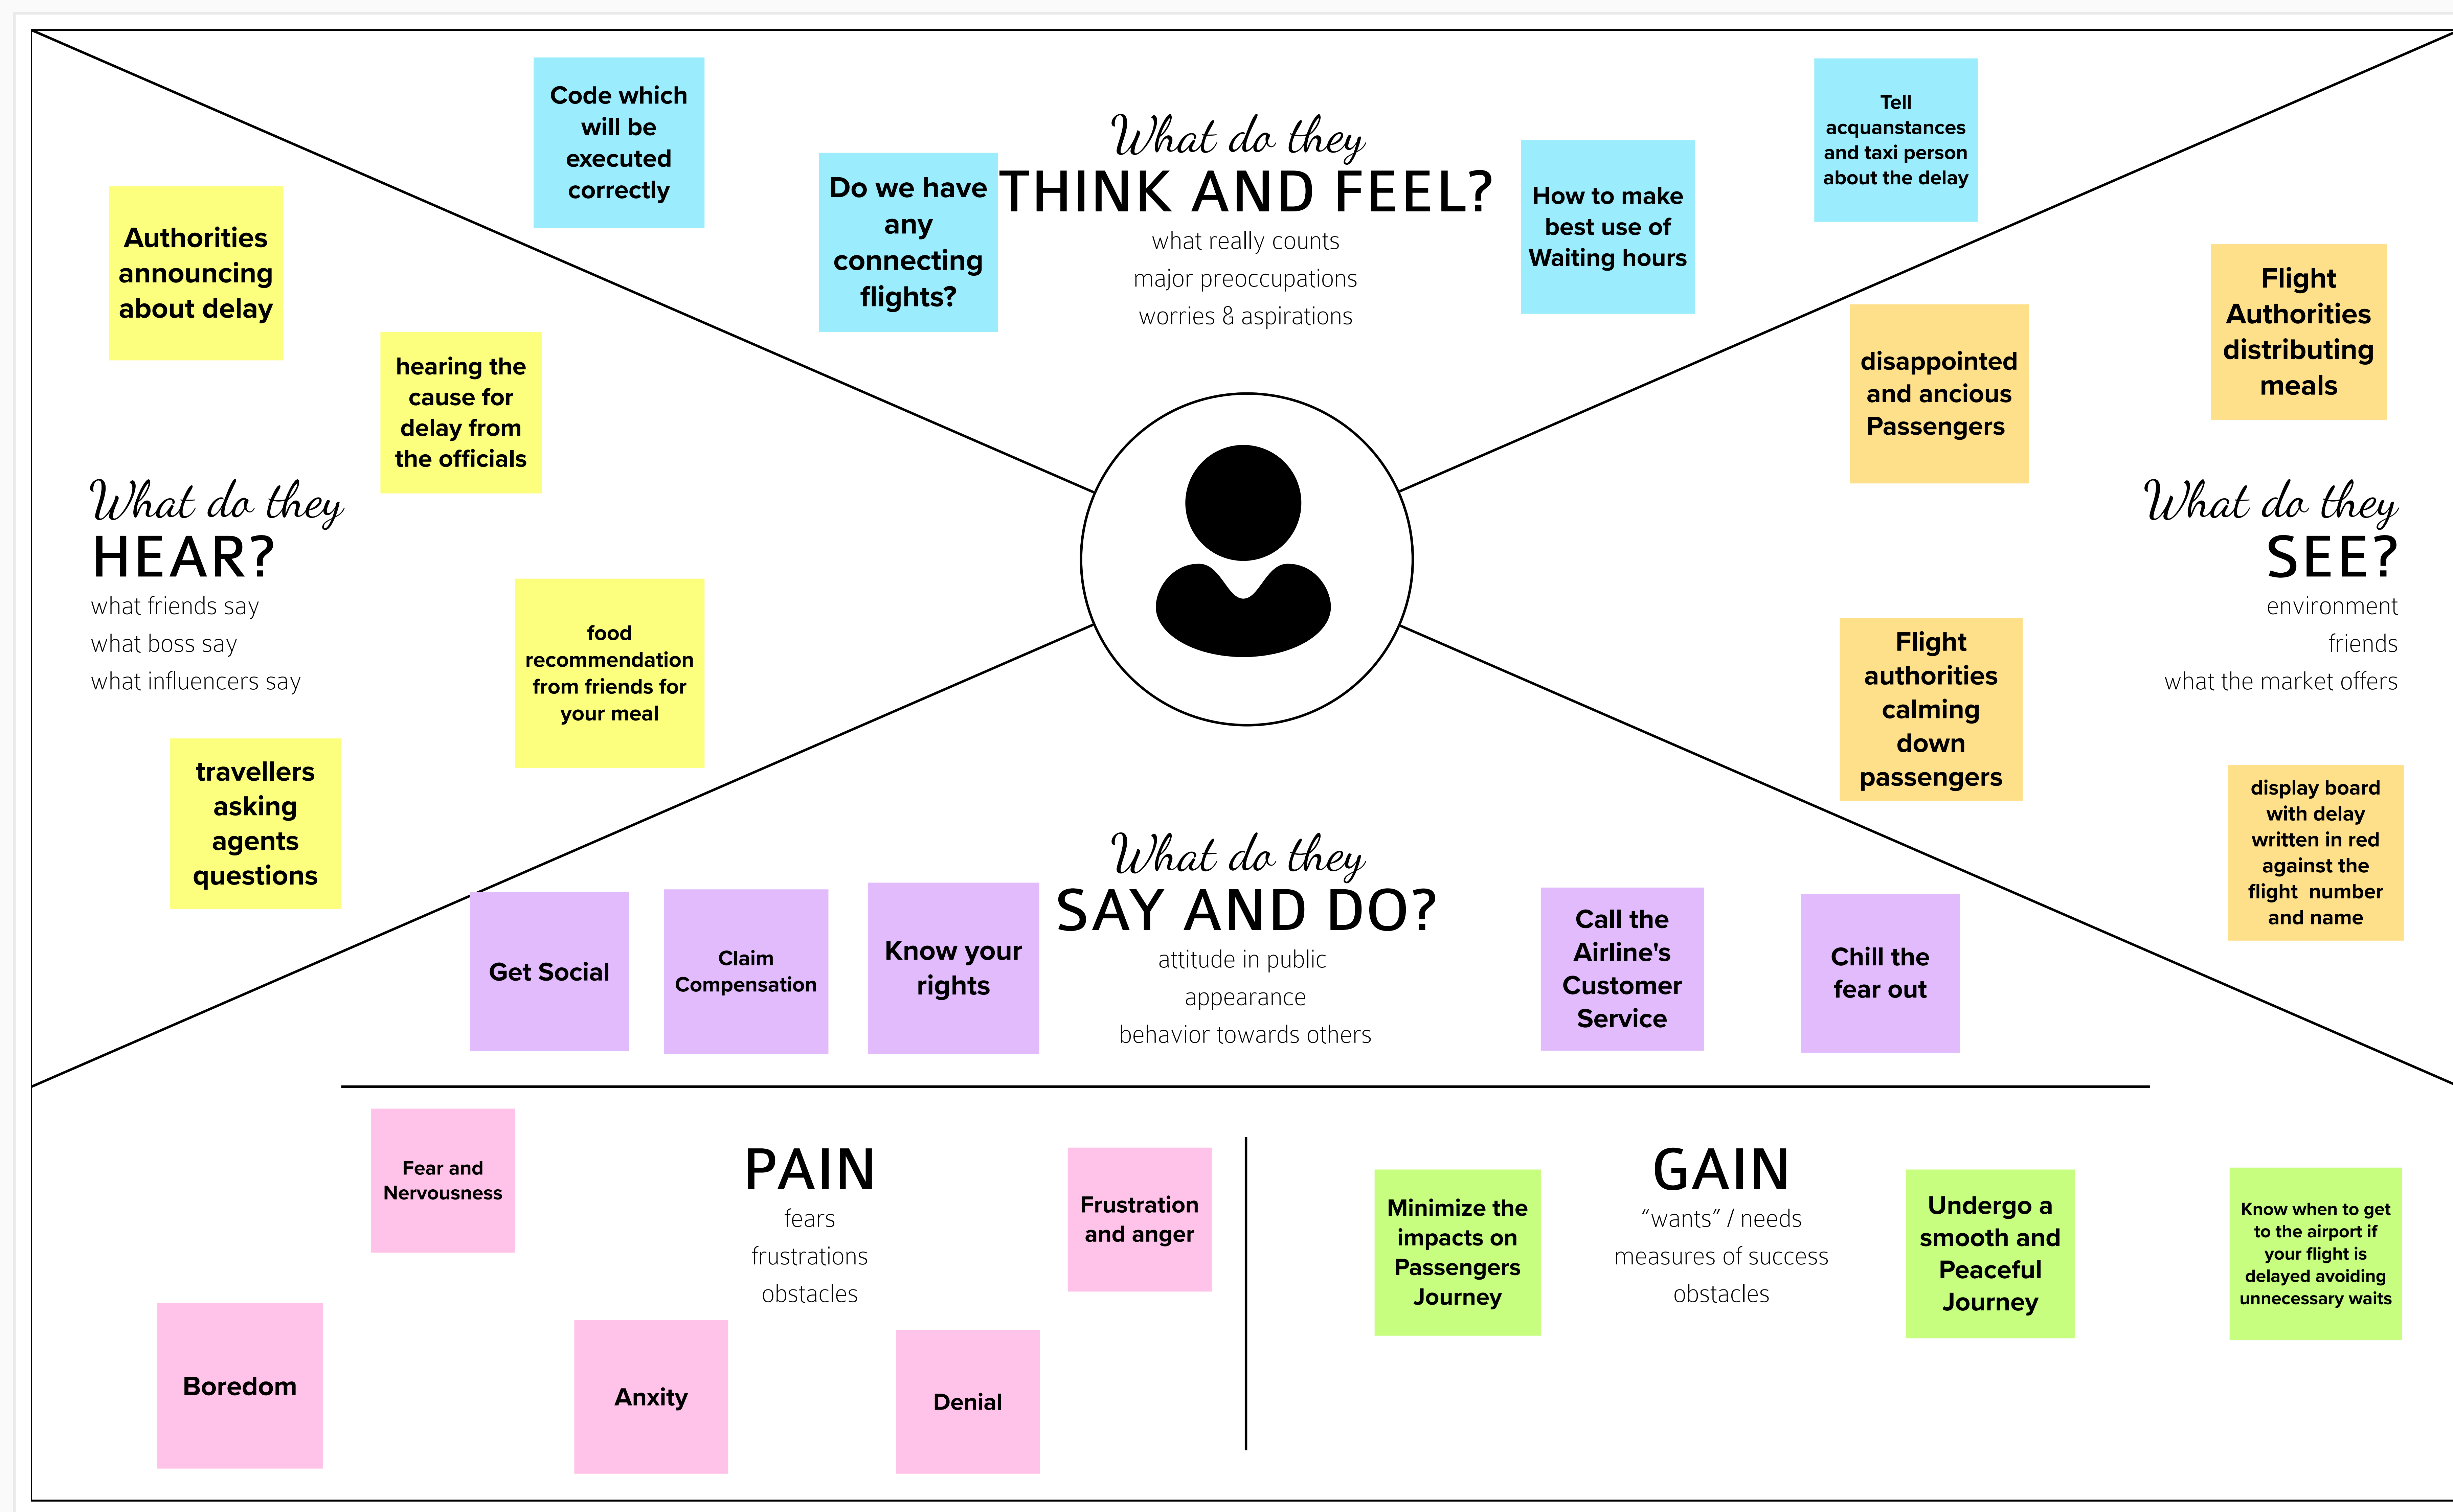 Code which
will be
executed
correctly
Do we have
any
connecting
flights?
What do they
THINK AND FEEL?
what really counts
major preoccupations
worries & aspirations
How to make
best use of
Waiting hours
Tell
acquanstances
and taxi person
about the delay
Authorities
announcing
about delay
hearing the
cause for
delay from
the officials
What do they
HEAR?
what friends say
what boss say
what influencers say
food
recommendation
from friends for
your meal
travellers
asking
agents
questions
disappointed
and ancious
Passengers
Flight
Authorities
distributing
meals
What do they
SEE?
environment
friends
what the market offers
Flight
authorities
calming
down
passengers
display board
with delay
written in red
against the
flight number
and name
Get Social
Claim
Compensation
Know your
rights
What do they
SAY AND DO?
attitude in public
appearance
behavior towards others
Call the
Airline's
Customer
Service
Chill the
fear out
Fear and
Nervousness
PAIN
fears
frustrations
obstacles
Frustration
and anger
Boredom
Anxity
Denial
Minimize the
impacts on
Passengers
Journey
GAIN
“wants” / needs
measures of success
obstacles
Undergo a
smooth and
Peaceful
Journey
Know when to get
to the airport if
your flight is
delayed avoiding
unnecessary waits